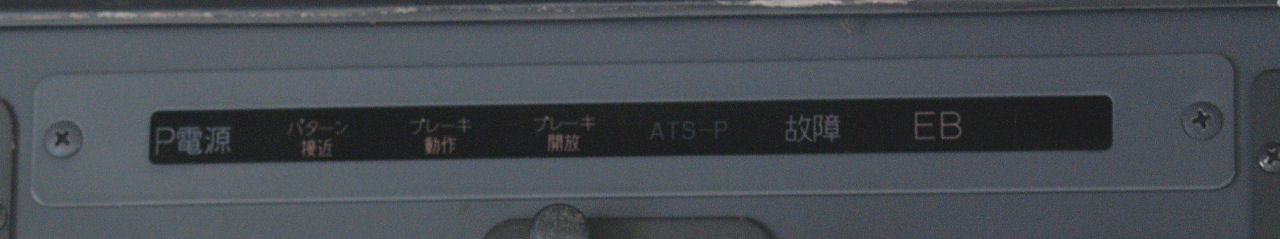 P電源
パターン
接近
ブレーキ
動作
ブレーキ
開放
ATS-P
故障
EB